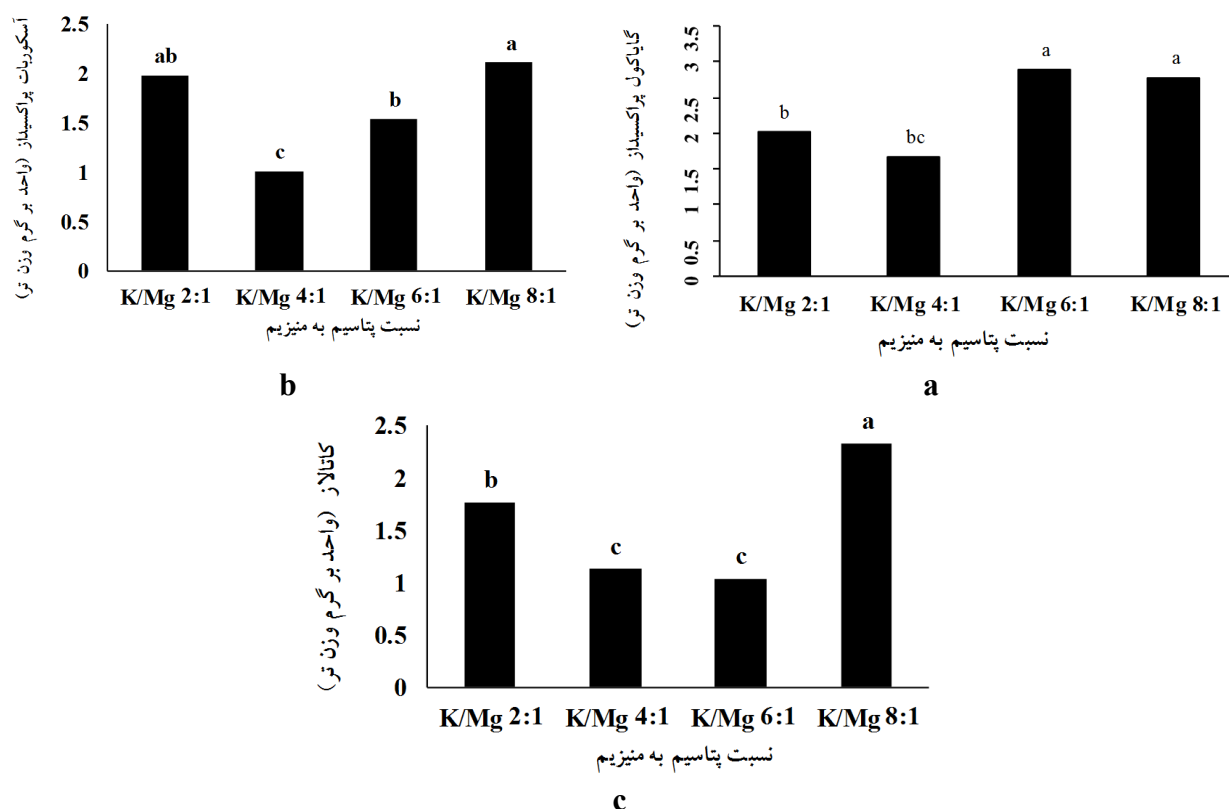 آسکوربات پراکسیداز (واحد بر گرم وزن تر)
2.5
2
1.5
1
0.5
0
ab
c
b
a
K/Mg 2:1 K/Mg 4:1 K/Mg 6:1 K/Mg 8:1
نسبت پتاسیم به منیزیم
b
گایاکول پراکسیداز (واحد بر گرم وزن تر)
3.5
3
2.5
2
1.5
1
0.5
0
b
bc
a
a
K/Mg 2:1 K/Mg 4:1 K/Mg 6:1 K/Mg 8:1
نسبت پتاسیم به منیزیم
a
کاتالاز (واحد بر گرم وزن تر)
2.5
2
1.5
1
0.5
0
b
c
c
a
K/Mg 2:1 K/Mg 4:1 K/Mg 6:1 K/Mg 8:1
نسبت پتاسیم به منیزیم
c